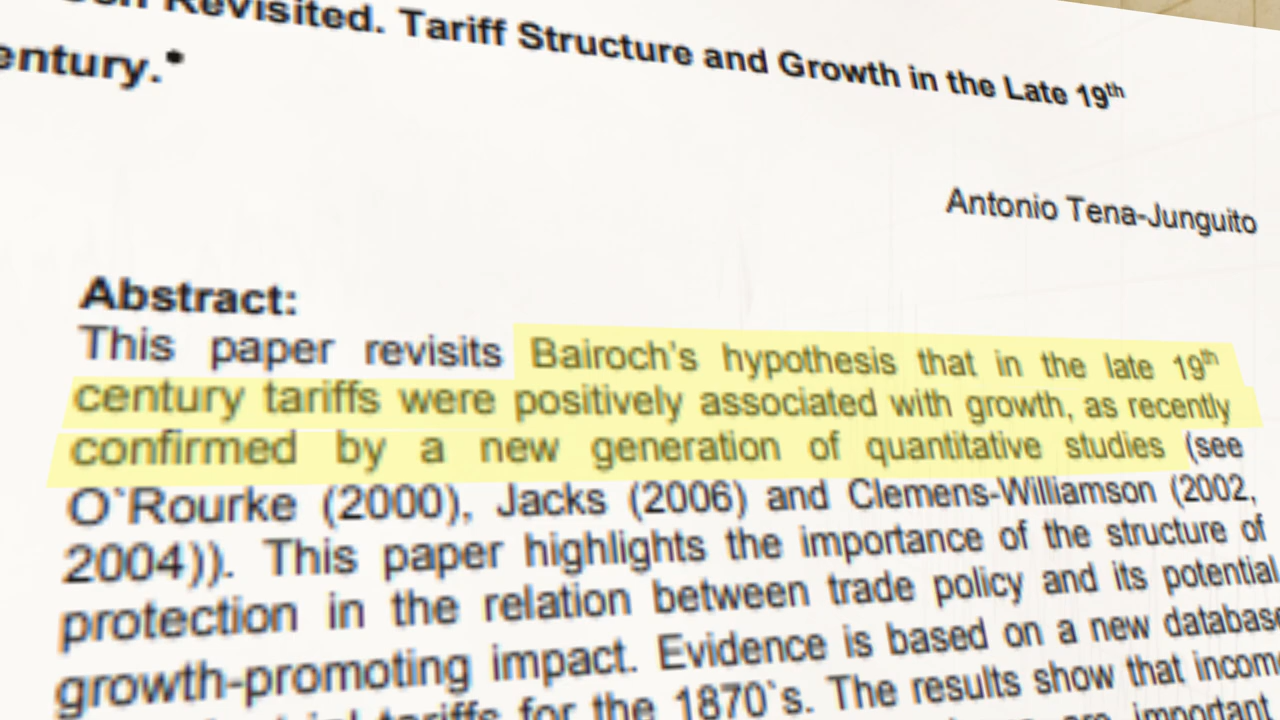 Revisited. Tariff Structure and Growth in the Late 19th
entury.*
Antonio Tena-Junguito
Abstract:
This paper revisits Bairoch's hypothesis that in the late 19th
century tariffs were positively associated with growth, as recently
confirmed by a new generation of quantitative studies (see
O`Rourke (2000), Jacks (2006) and Clemens-Williamson (2002,
2004)). This paper highlights the importance of the structure of
protection in the relation between trade policy and its potential
growth-promoting impact. Evidence is based on a new database
tariffs for the 1870`s. The results show that incom
are important